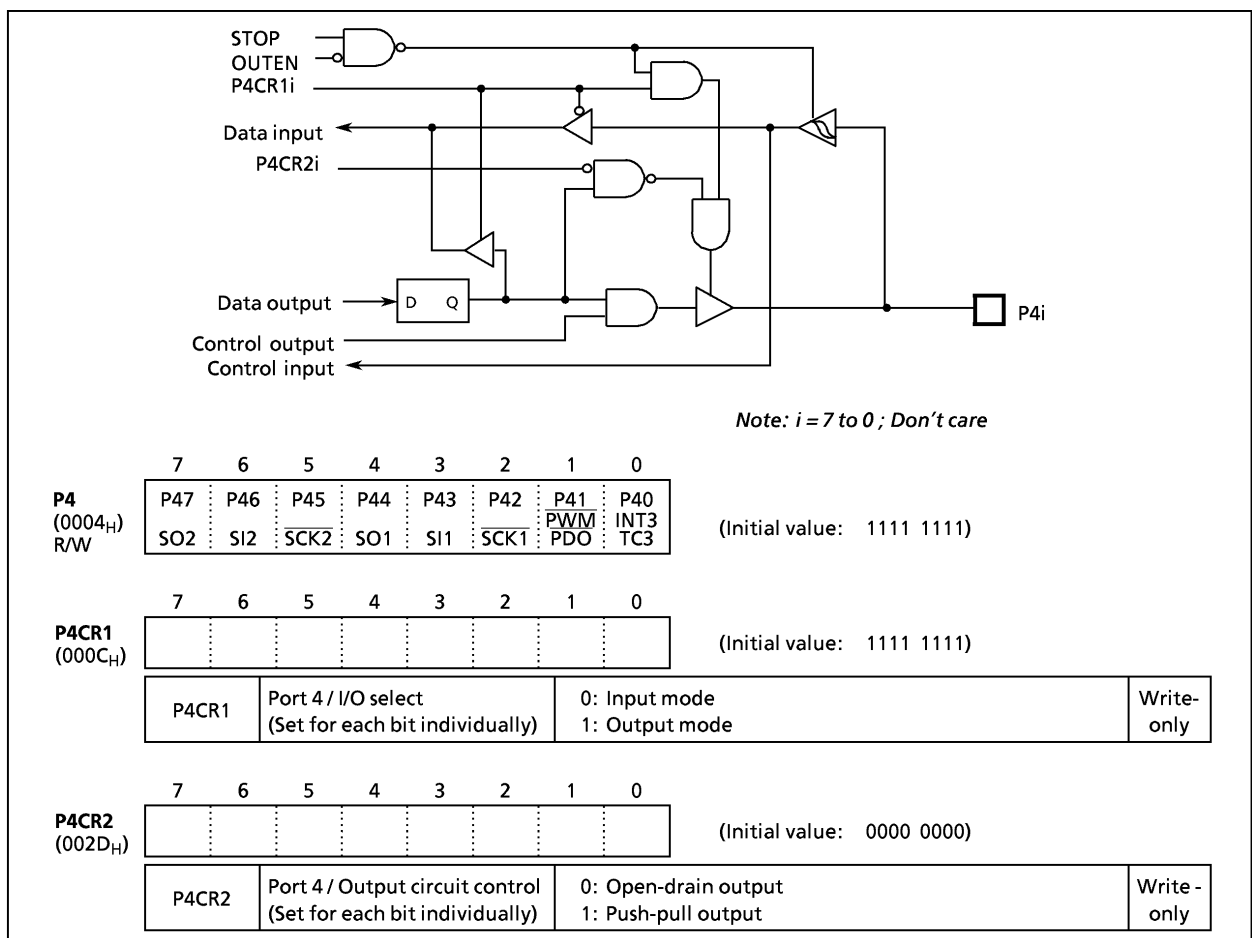 STOP
OUTEN
P4CR1i
Data input
P4CR2i
Data output
D Q
P4i
Control output
Control input
Note: i = 7 to 0 ; Don't care
7 6 5 4 3 2 1 0
P4 (0004H) R/W
P47 P46 P45 P44 P43 P42 P41 P40
SO2 SI2 SCK2 SO1 SI1 SCK1 PWM PDO INT3 TC3
(Initial value: 1111 1111)
7 6 5 4 3 2 1 0
P4CR1 (000CH)
(Initial value: 1111 1111)
P4CR1
Port 4 / I/O select
(Set for each bit individually)
0: Input mode
1: Output mode
Write-
only
7 6 5 4 3 2 1 0
P4CR2 (002DH)
(Initial value: 0000 0000)
P4CR2
Port 4 / Output circuit control
(Set for each bit individually)
0: Open-drain output
1: Push-pull output
Write -
only